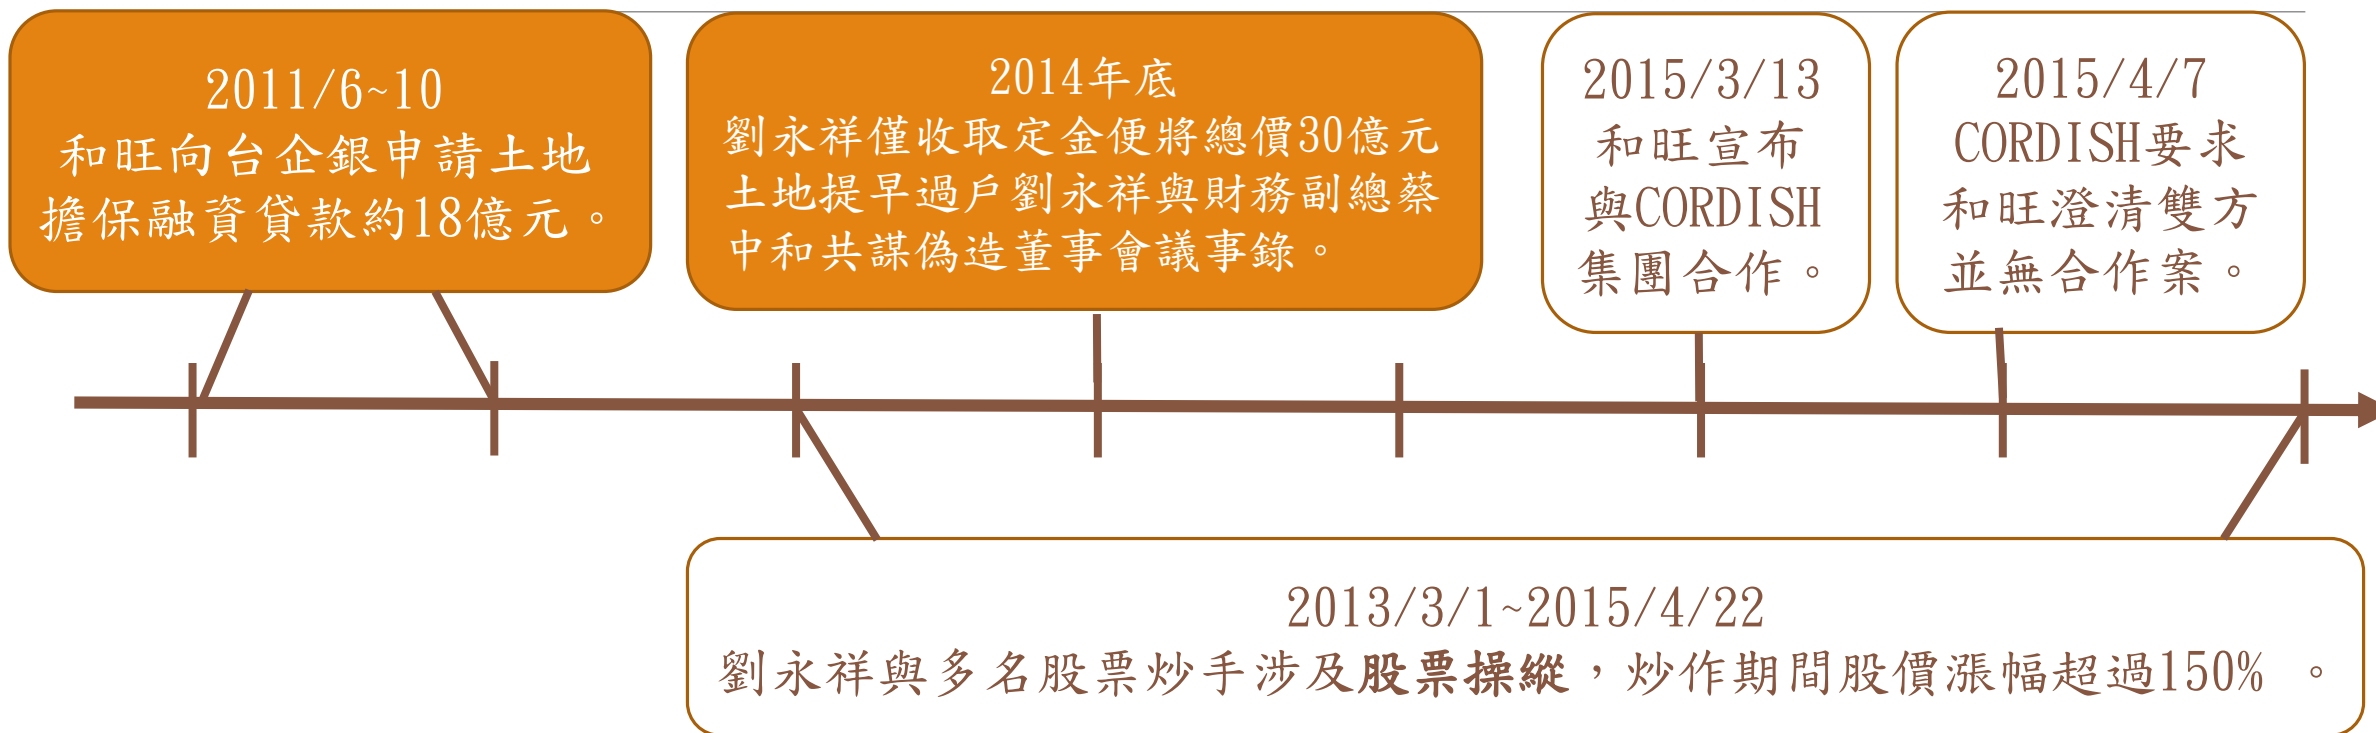 2011/6~10
和旺向台企銀申請土地
擔保融資貸款約18億元。
2014年底
劉永祥僅收取定金便將總價30億元
土地提早過戶劉永祥與財務副總蔡
中和共謀偽造董事會議事錄。
2015/3/13
和旺宣布
與CORDISH
集團合作。
2015/4/7
CORDISH要求
和旺澄清雙方
並無合作案。
2013/3/1~2015/4/22
劉永祥與多名股票炒手涉及股票操縱，炒作期間股價漲幅超過150% 。